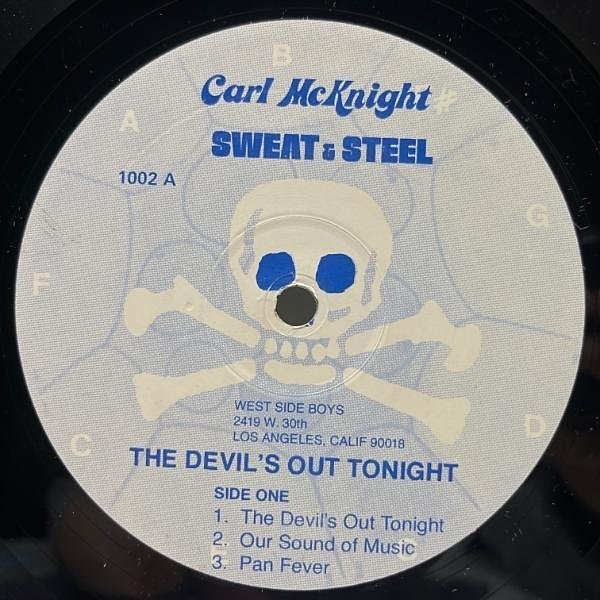 B
Carl McKnight #
A
SWEAT & STEEL
1002 A
G
F
WEST SIDE BOYS
2419 W. 30th
D
LOS ANGELES, CALIF 90018
C
THE DEVIL'S OUT TONIGHT
SIDE ONE
1. The Devil's Out Tonight
2. Our Sound of Music
3. Pan Fever